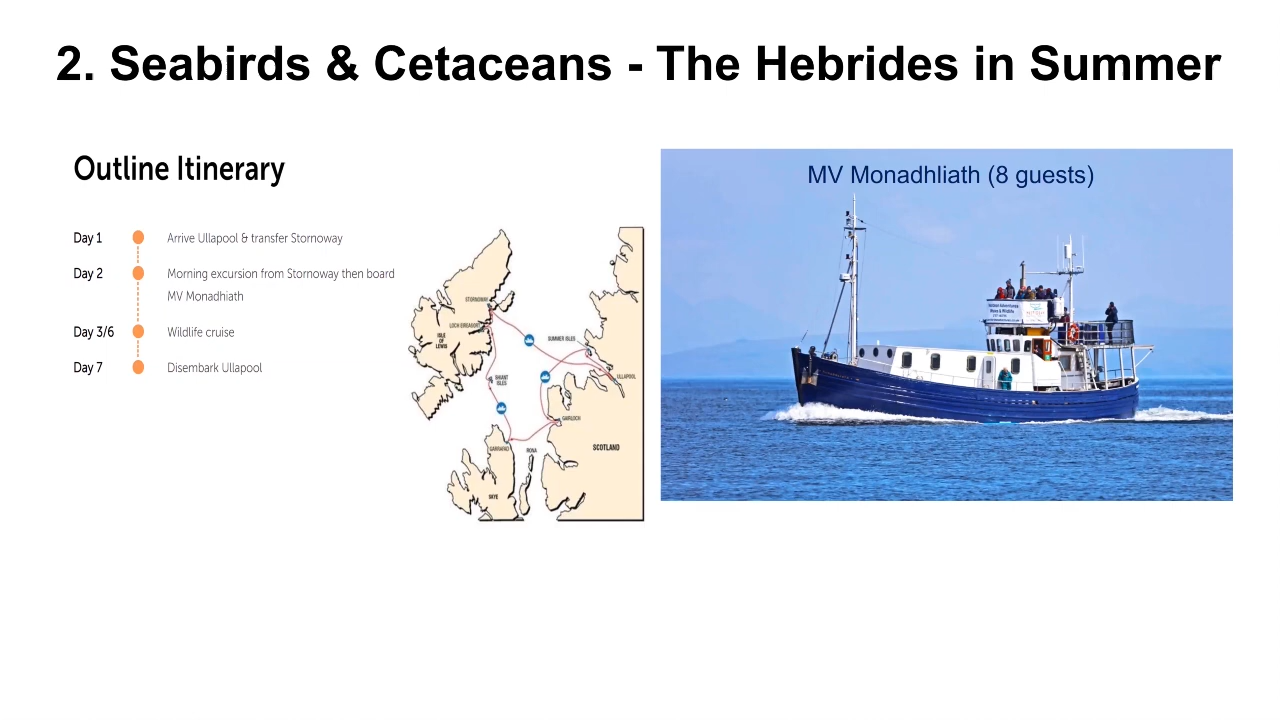 2. Seabirds & Cetaceans - The Hebrides in Summer
Outline Itinerary
Day 1 Arrive Ullapool & transfer Stornoway
Day 2 Morning excursion from Stornoway then board
MV Monadhiath
Day 3/6 Wildlife cruise
Day 7 Disembark Ullapool
STORNOWAY
LOCH EIREASORT
ISLE
OF
LEWIS
SUMMER ISLES
SHIANT
ISLES
ULLAPOOL
GAIRLOCH
SCOTLAND
RONA
SKYE
MV Monadhliath (8 guests)